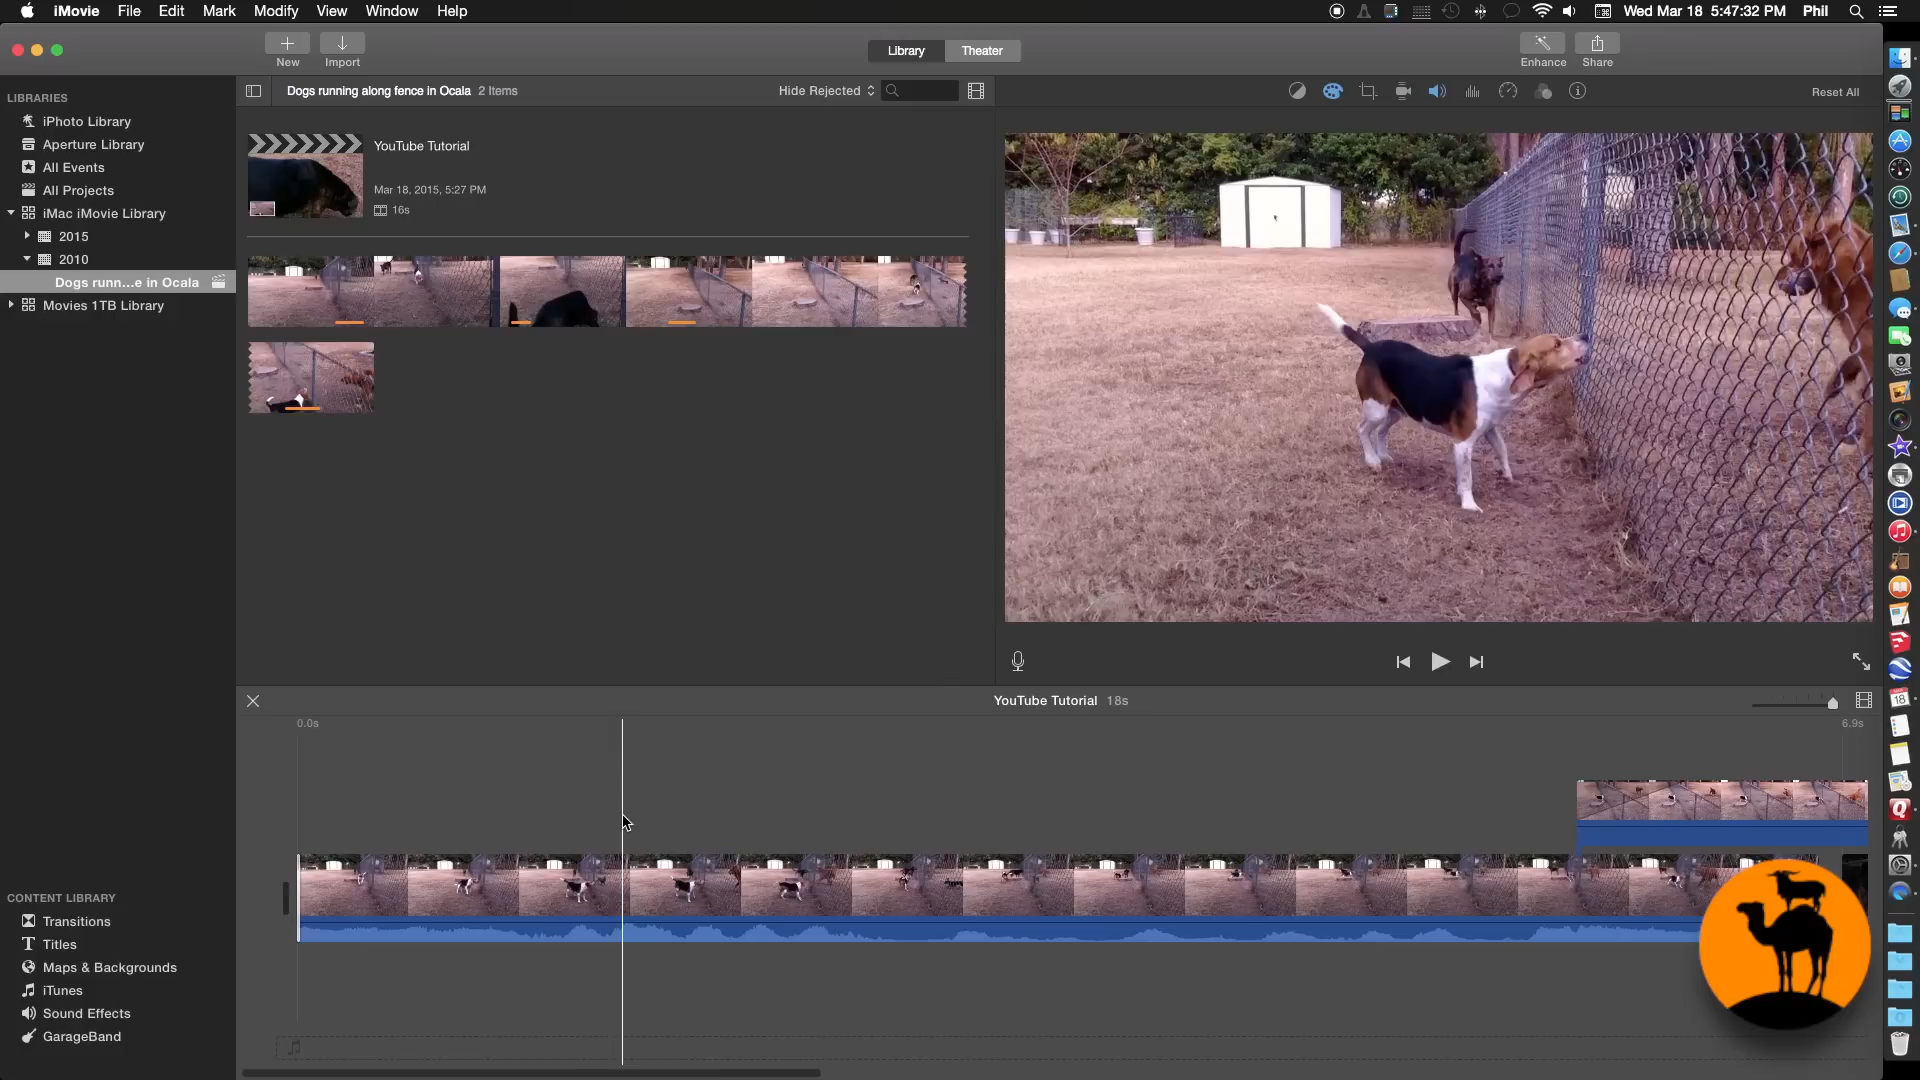 iMovie File Edit Mark Modify View Window Help Wed Mar 18 5:47:32 PM Phil
New Import Library Theater Enhance Share
LIBRARIES
iPhoto Library
Aperture Library
All Events
All Projects
iMac iMovie Library
2015
2010
Dogs runn...e in Ocala
Movies 1TB Library
CONTENT LIBRARY
Transitions
Titles
Maps & Backgrounds
iTunes
Sound Effects
GarageBand
Dogs running along fence in Ocala 2 Items Hide Rejected
YouTube Tutorial
Mar 18, 2015, 5:27 PM
16s
Reset All
YouTube Tutorial 18s
0.0s 6.9s
18